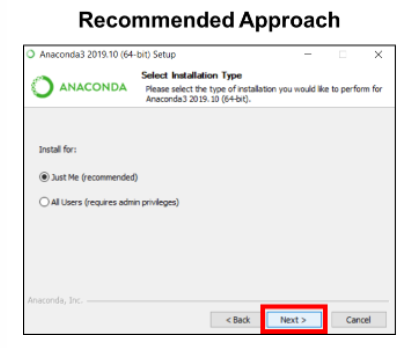 Recommended Approach
Anaconda3 2019.10 (64-bit) Setup
ANACONDA
Select Installation Type
Please select the type of installation you would like to perform for
Anaconda3 2019.10 (64-bit).
Install for:
Just Me (recommended)
All Users (requires admin privileges)
Anaconda, Inc.
< Back
Next >
Cancel